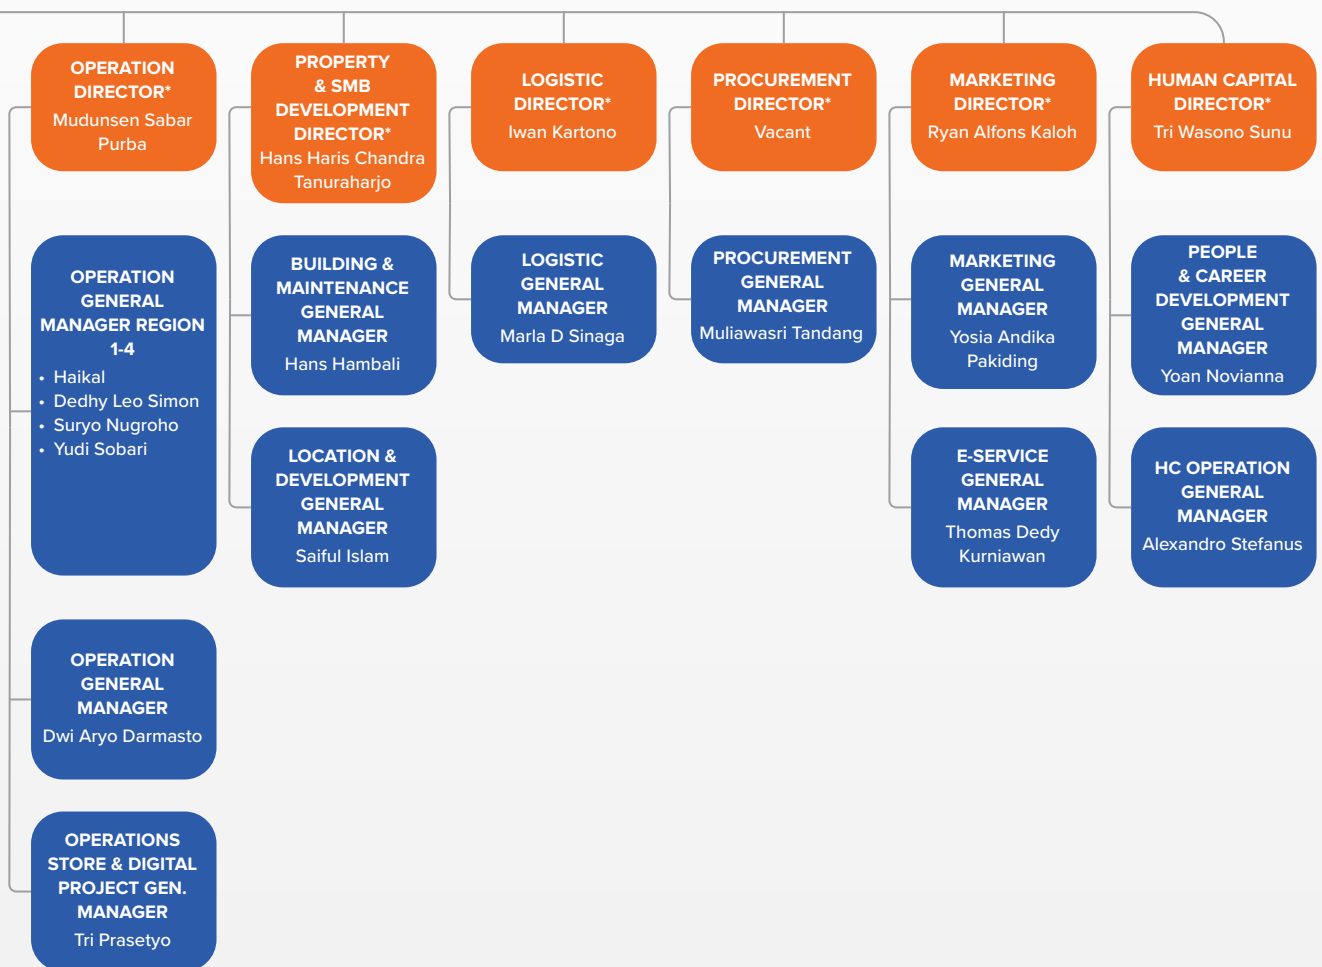 OPERATION
DIRECTOR*
Mudunsen Sabar
Purba
PROPERTY
& SMB
DEVELOPMENT
DIRECTOR*
Hans Haris Chandra
Tanuraharjo
LOGISTIC
DIRECTOR*
Iwan Kartono
PROCUREMENT
DIRECTOR*
Vacant
MARKETING
DIRECTOR*
Ryan Alfons Kaloh
HUMAN CAPITAL
DIRECTOR*
Tri Wasono Sunu
OPERATION
GENERAL
MANAGER REGION
1-4
• Haikal
• Dedhy Leo Simon
• Suryo Nugroho
• Yudi Sobari
BUILDING &
MAINTENANCE
GENERAL
MANAGER
Hans Hambali
LOGISTIC
GENERAL
MANAGER
Marla D Sinaga
PROCUREMENT
GENERAL
MANAGER
Muliawasri Tandang
MARKETING
GENERAL
MANAGER
Yosia Andika
Pakiding
PEOPLE
& CAREER
DEVELOPMENT
GENERAL
MANAGER
Yoan Novianna
LOCATION &
DEVELOPMENT
GENERAL
MANAGER
Saiful Islam
E-SERVICE
GENERAL
MANAGER
Thomas Dedy
Kurniawan
HC OPERATION
GENERAL
MANAGER
Alexandro Stefanus
OPERATION
GENERAL
MANAGER
Dwi Aryo Darmasto
OPERATIONS
STORE & DIGITAL
PROJECT GEN.
MANAGER
Tri Prasetyo